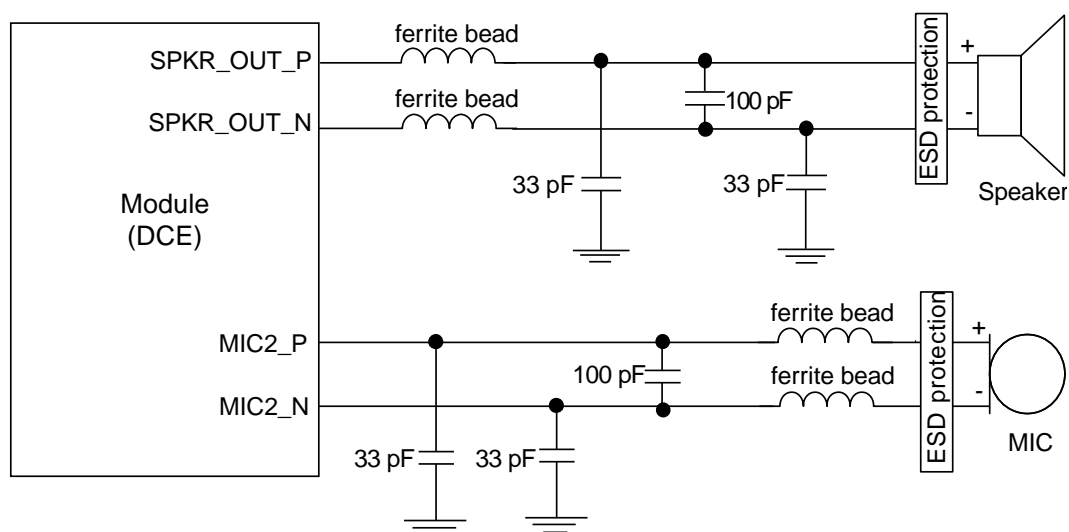 ferrite bead
SPKR_OUT_P
+
100 pF
ferrite bead
SPKR_OUT_N
-
ESD protection
33 pF
33 pF
Speaker
Module
(DCE)
ferrite bead
MIC2_P
+
100 pF
ferrite bead
MIC2_N
-
ESD protection
33 pF
33 pF
MIC